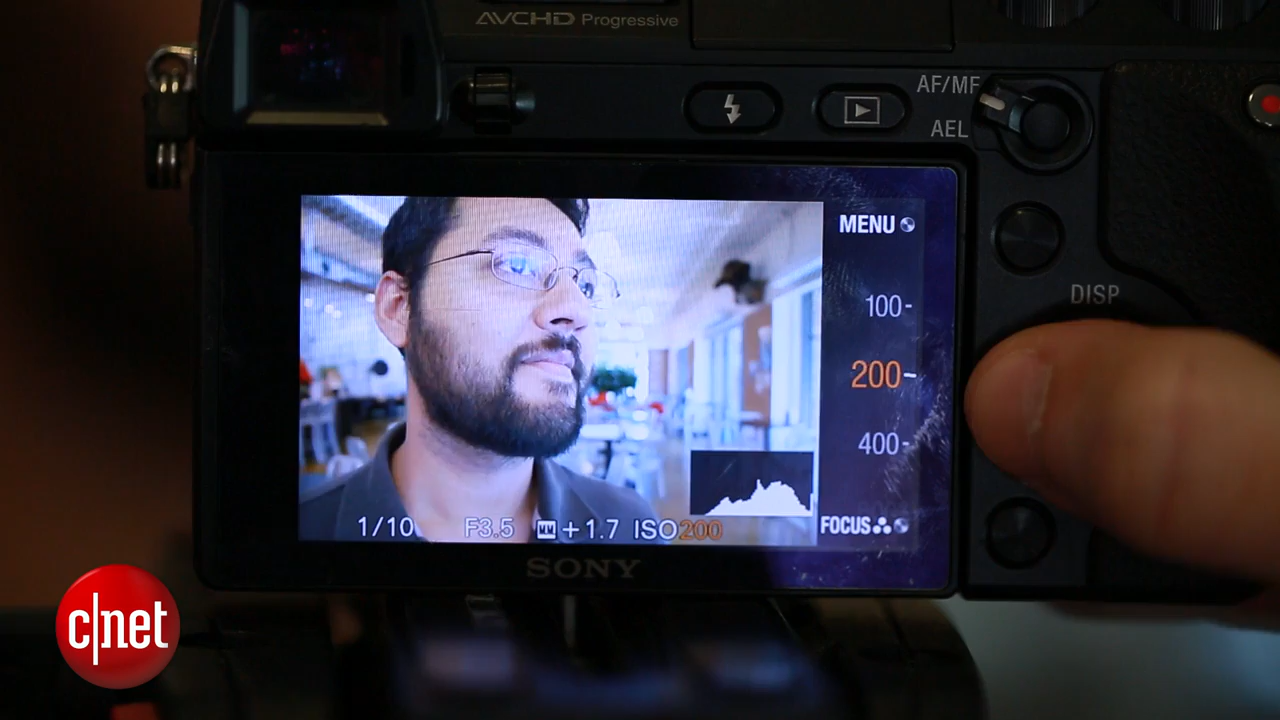 AVCHD Progressive
AF/MF
AEL
MENU
100
200
400
DISP
FOCUS
1/10 F3.5 +1.7 ISO200
SONY
c|net